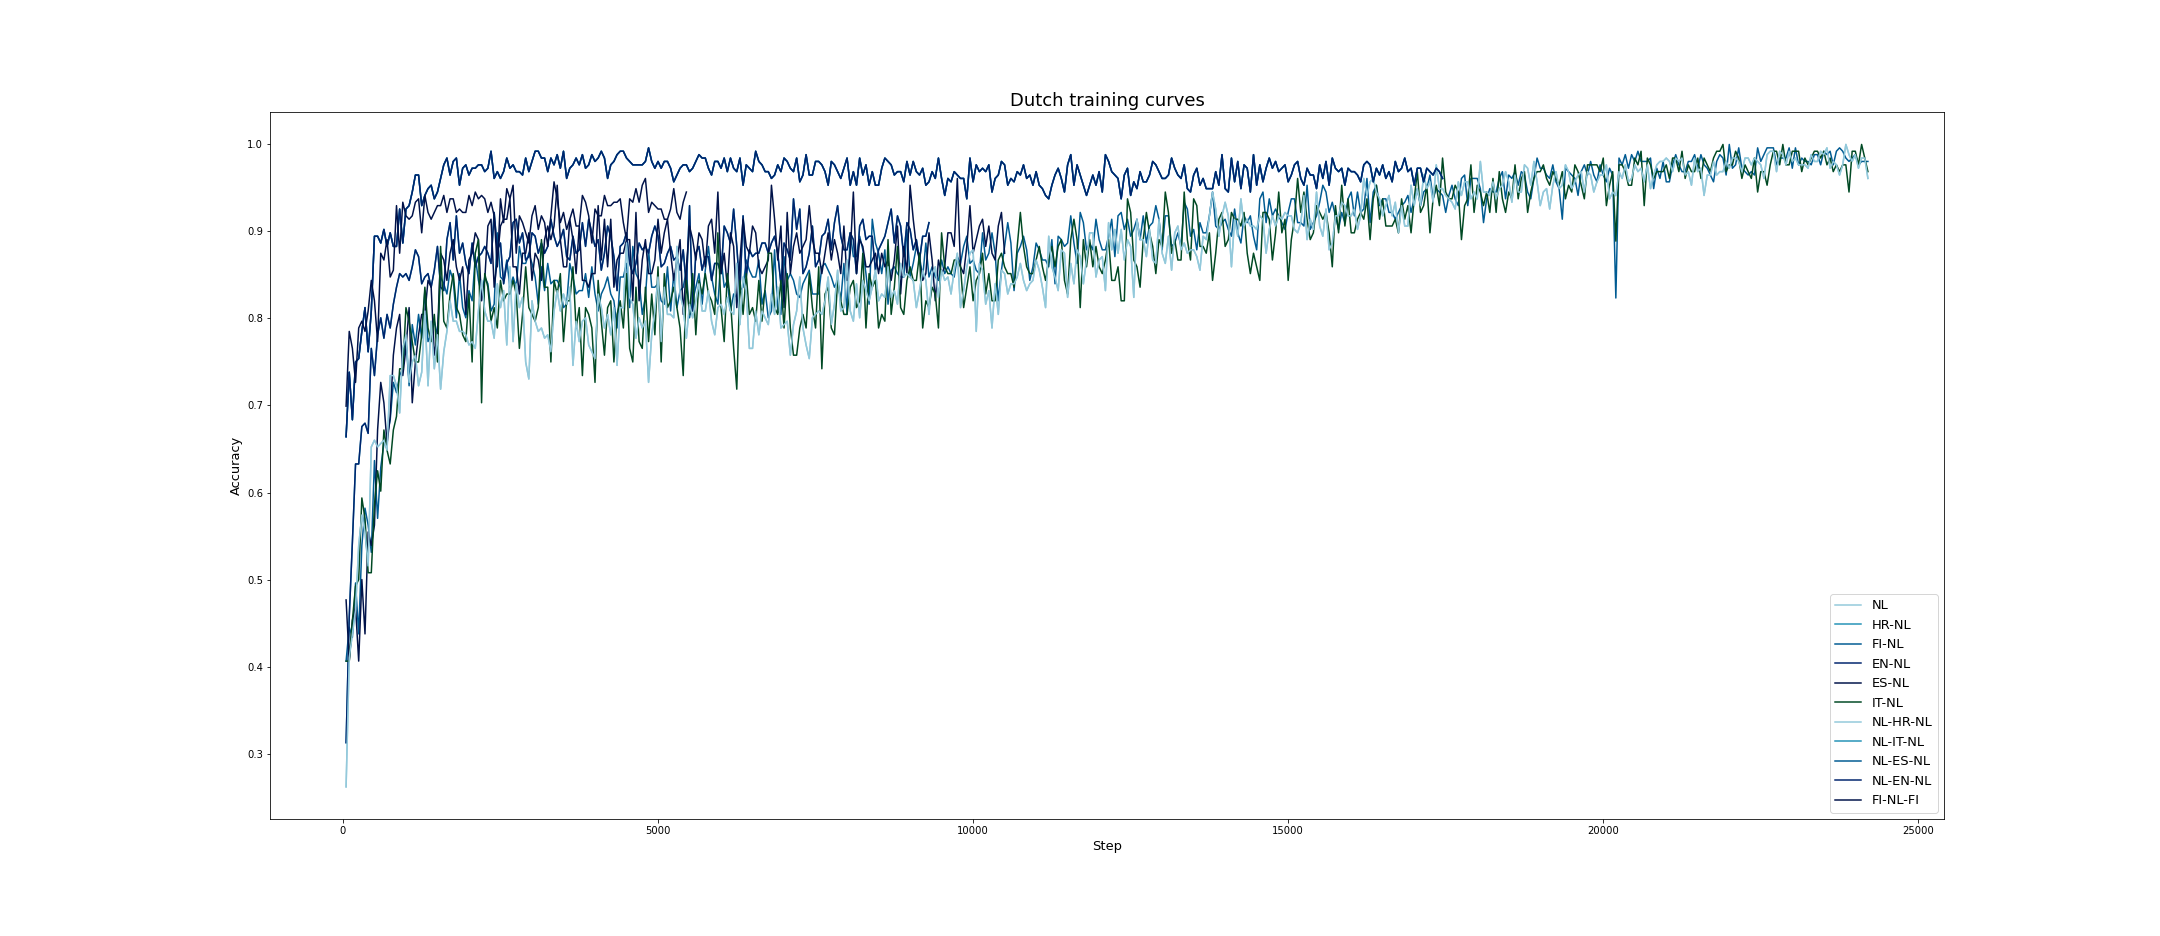 Dutch training curves
1.0
0.9
0.8
0.7
0.6
0.5
0.4
0.3
Accuracy
0
5000
10000
15000
20000
25000
Step
NL
HR-NL
FI-NL
EN-NL
ES-NL
IT-NL
NL-HR-NL
NL-IT-NL
NL-ES-NL
NL-EN-NL
FI-NL-FI